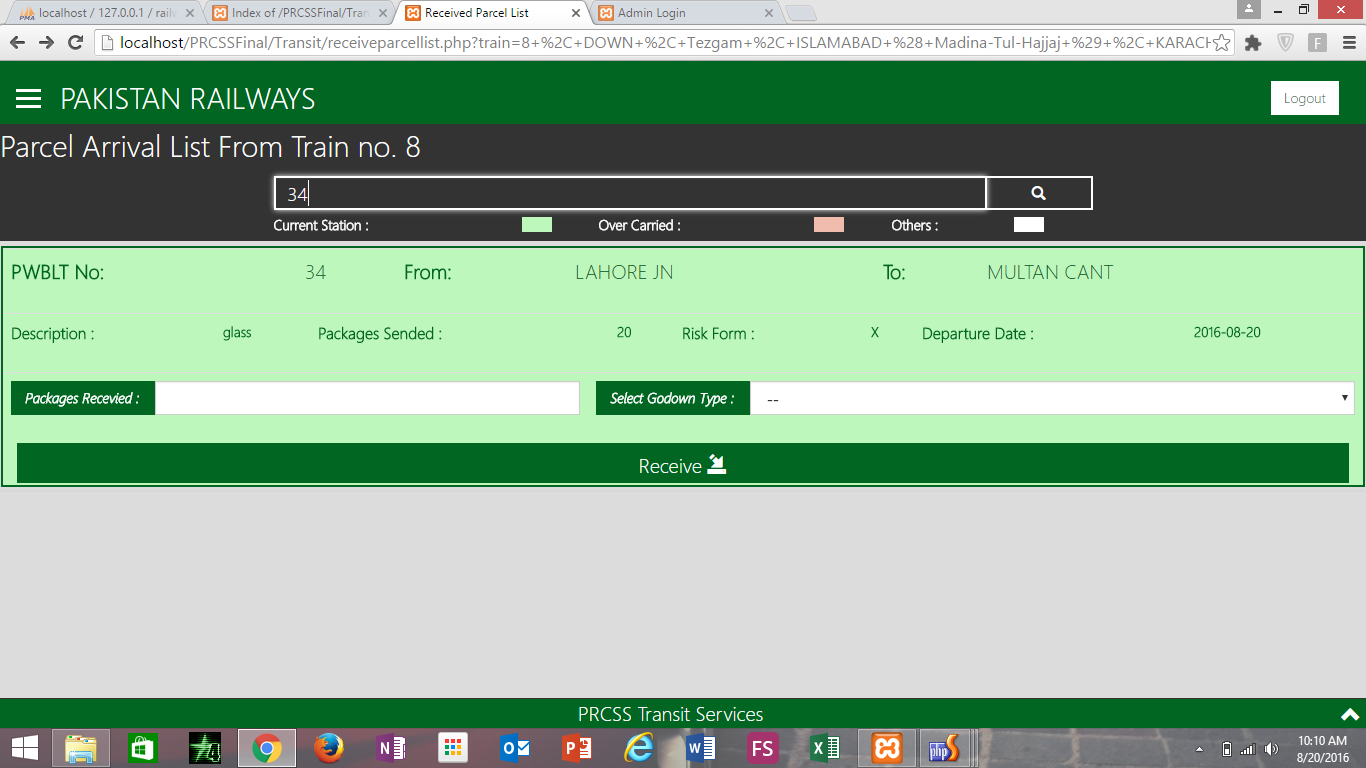 localhost / 127.0.0.1 / railw
Index of /PRCSSFinal/Tran
Received Parcel List
Admin Login
localhost/PRCSSFinal/Transit/receiveparcellist.php?train=8+%2C+DOWN+%2C+Tezgam+%2C+ISLAMABAD+%28+Madina-Tul-Hajjaj+%29+%2C+KARACH
PAKISTAN RAILWAYS
Logout
Parcel Arrival List From Train no. 8
34
Current Station :
Over Carried :
Others :
PWBLT No: 34 From: LAHORE JN To: MULTAN CANT
Description : glass Packages Sended : 20 Risk Form : X Departure Date : 2016-08-20
Packages Recevied :
Select Godown Type : --
Receive
PRCSS Transit Services
10:10 AM
8/20/2016